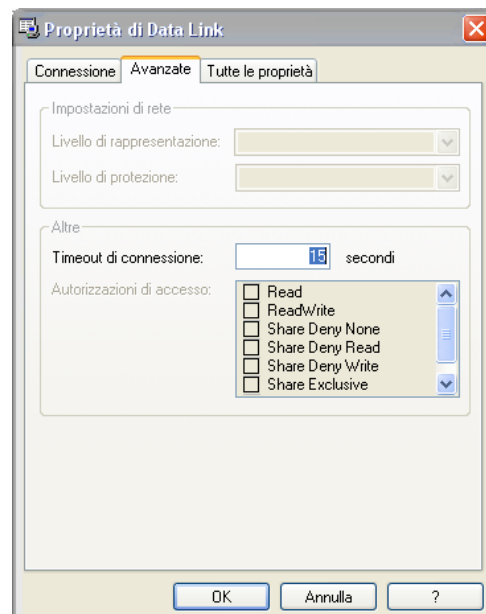 Proprietà di Data Link
Connessione Avanzate Tutte le proprietà
Impostazioni di rete
Livello di rappresentazione:
Livello di protezione:
Altre
Timeout di connessione: 15 secondi
Autorizzazioni di accesso:
Read
ReadWrite
Share Deny None
Share Deny Read
Share Deny Write
Share Exclusive
OK Annulla ?